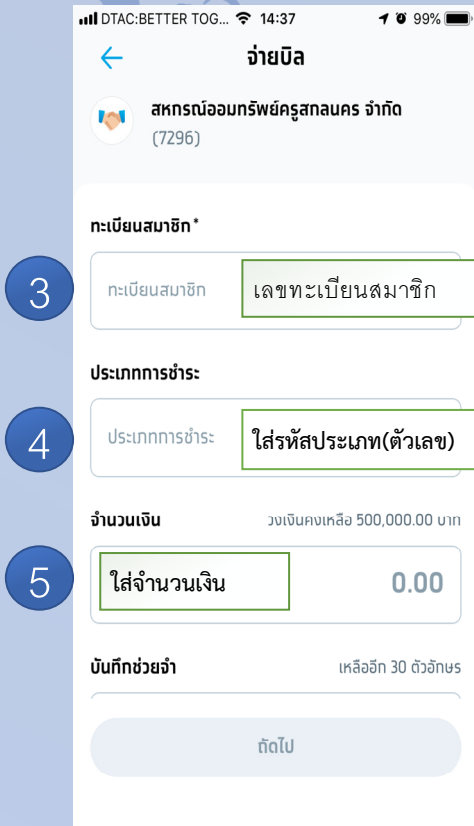 DTAC:BETTER TOG... 14:37 99%
จ่ายบิล
สหกรณ์ออมทรัพย์ครูสกลนคร จำกัด
(7296)
ทะเบียนสมาชิก*
3 ทะเบียนสมาชิก เลขทะเบียนสมาชิก
ประเภทการชำระ
4 ประเภทการชำระ ใส่รหัสประเภท(ตัวเลข)
จำนวนเงิน วงเงินคงเหลือ 500,000.00 บาท
5 ใส่จำนวนเงิน 0.00
บันทึกช่วยจำ เหลืออีก 30 ตัวอักษร
ถัดไป